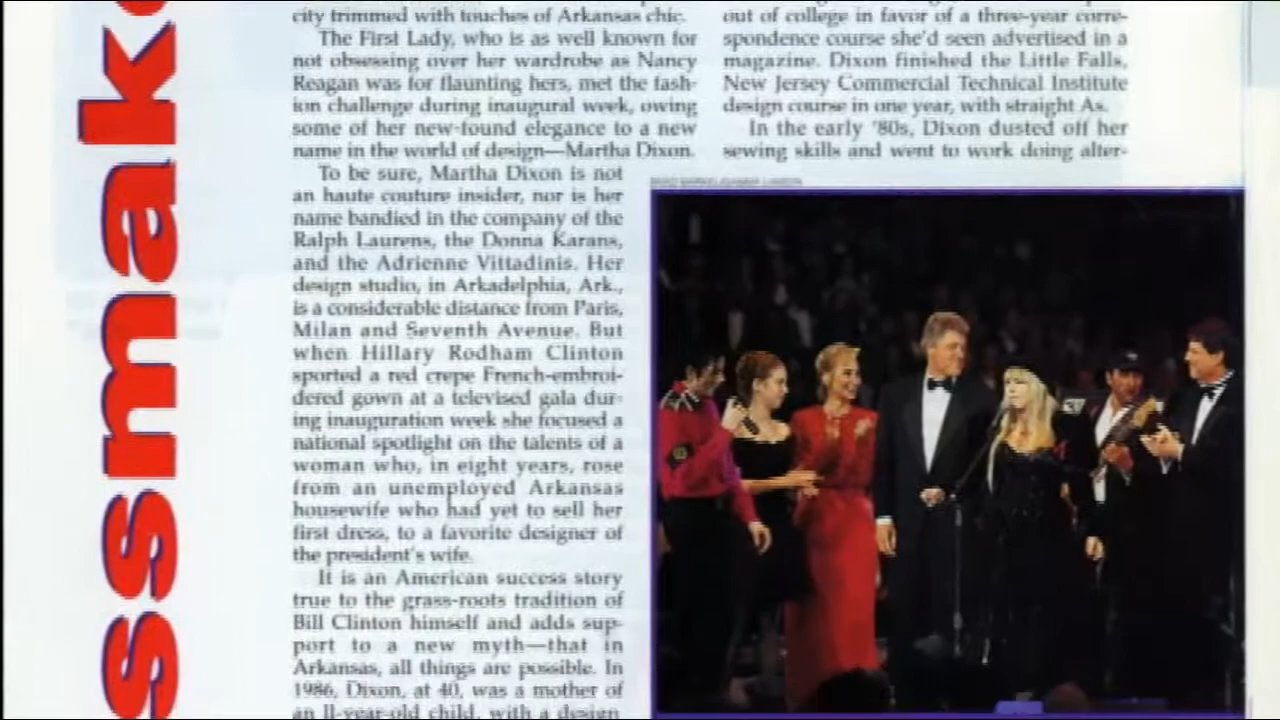 ssmake
city trimmed with touches of Arkansas chic.
The First Lady, who is as well known for
not obsessing over her wardrobe as Nancy
Reagan was for flaunting hers, met the fash-
ion challenge during inaugural week, owing
some of her new-found elegance to a new
name in the world of design—Martha Dixon.
To be sure, Martha Dixon is not
an haute couture insider, nor is her
name bandied in the company of the
Ralph Laurens, the Donna Karans,
and the Adrienne Vittadinis. Her
design studio, in Arkadelphia, Ark.,
is a considerable distance from Paris,
Milan and Seventh Avenue. But
when Hillary Rodham Clinton
sported a red crepe French-embroi-
dered gown at a televised gala dur-
ing inauguration week she focused a
national spotlight on the talents of a
woman who, in eight years, rose
from an unemployed Arkansas
housewife who had yet to sell her
first dress, to a favorite designer of
the president's wife.
It is an American success story
true to the grass-roots tradition of
Bill Clinton himself and adds sup-
port to a new myth—that in
Arkansas, all things are possible. In
1986, Dixon, at 40, was a mother of
an 11-year-old child, with a design
out of college in favor of a three-year corre-
spondence course she'd seen advertised in a
magazine. Dixon finished the Little Falls,
New Jersey Commercial Technical Institute
design course in one year, with straight As.
In the early '80s, Dixon dusted off her
sewing skills and went to work doing alter-